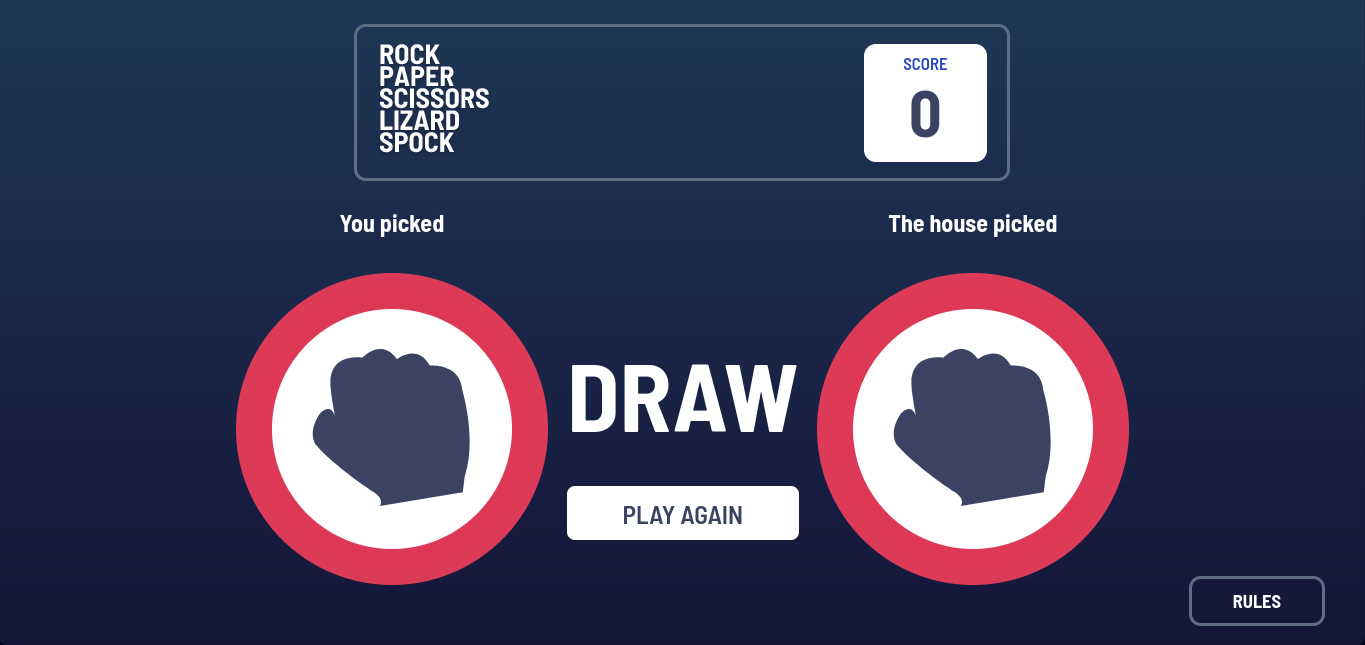 ROCK
PAPER
SCISSORS
LIZARD
SPOCK
SCORE
0
You picked
The house picked
DRAW
PLAY AGAIN
RULES